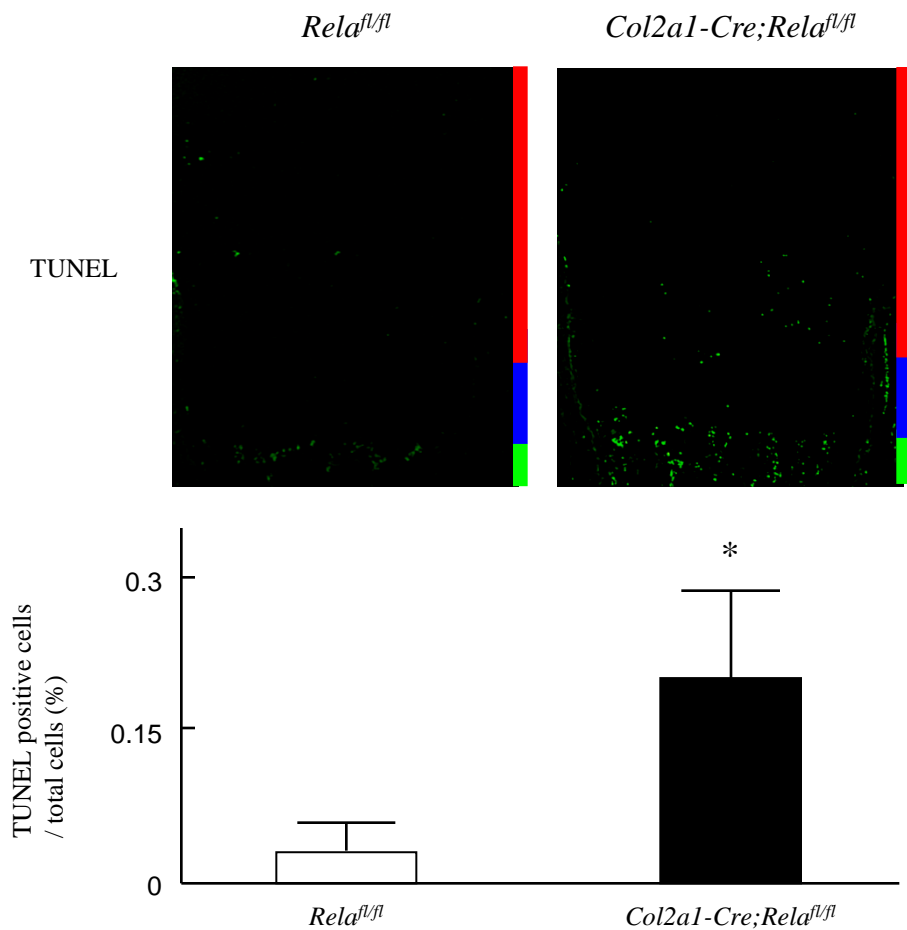 Relafl/fl
Col2a1-Cre;Relafl/fl
TUNEL
*
0.3
0.15
0
TUNEL positive cells
/ total cells (%)
Relafl/fl
Col2a1-Cre;Relafl/fl